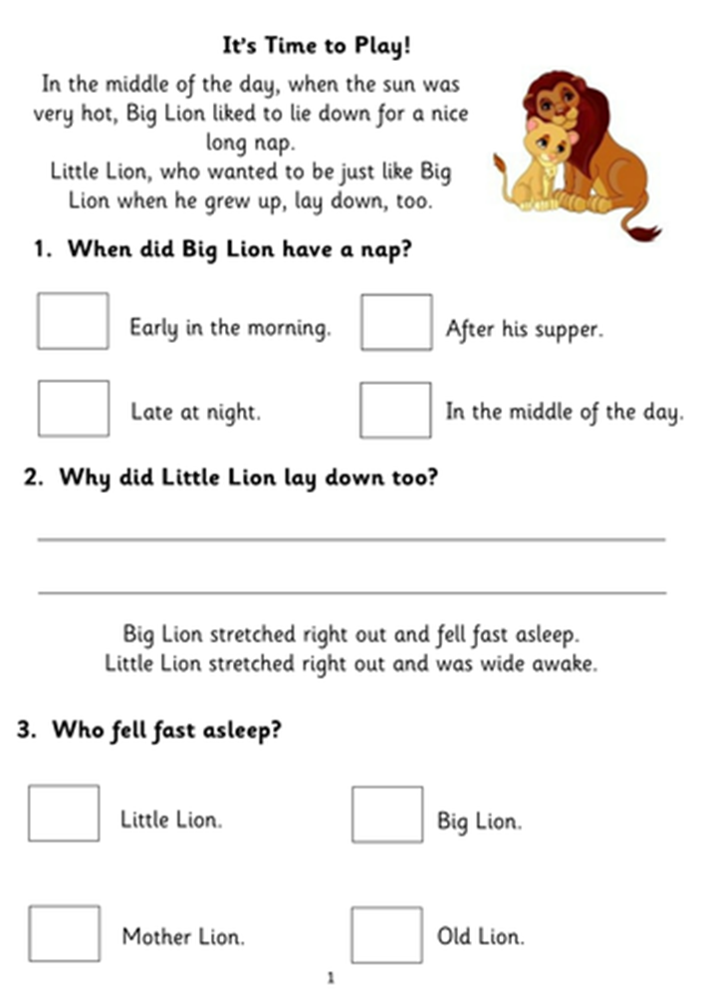 It's Time to Play!
In the middle of the day, when the sun was
very hot, Big Lion liked to lie down for a nice
long nap.
Little Lion, who wanted to be just like Big
Lion when he grew up, lay down, too.
1. When did Big Lion have a nap?
Early in the morning.
After his supper.
Late at night.
In the middle of the day.
2. Why did Little Lion lay down too?
Big Lion stretched right out and fell fast asleep.
Little Lion stretched right out and was wide awake.
3. Who fell fast asleep?
Little Lion.
Big Lion.
Mother Lion.
Old Lion.
1